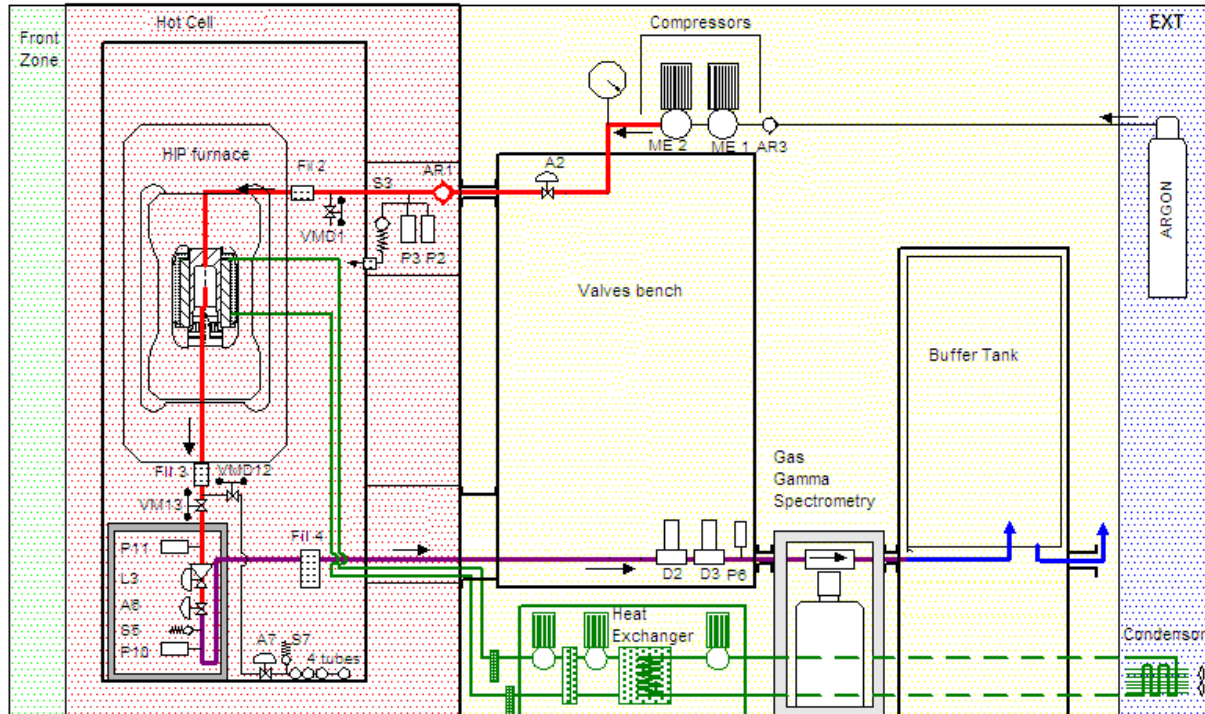 Hot Cell
Compressors
EXT
Front
Zone
HIP furnace
Fil 2
S3
AR1
A2
ME 2
ME 1
AR3
ARGON
VMD1
P3
P2
Valves bench
Buffer Tank
Fil 3
VMD12
VM13
Gas
Gamma
Spectrometry
P11
Fil 4
L3
D2
D3
P6
A6
S5
P10
A7
S7
4 tubes
Heat
Exchanger
Condensor